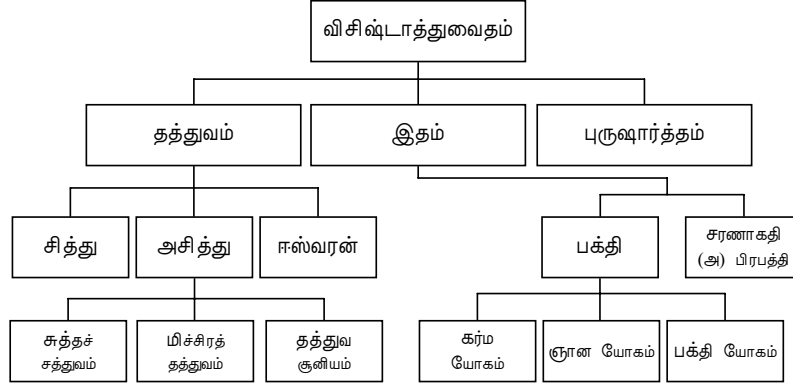 விசிஷ்டாத்துவைதம்
தத்துவம்
இதம்
புருஷார்த்தம்
சித்து
அசித்து
ஈஸ்வரன்
பக்தி
சரணாகதி
(அ) பிரபத்தி
சுத்தச்
சத்துவம்
மிச்சிரத்
தத்துவம்
தத்துவ
சூனியம்
கர்ம
யோகம்
ஞான யோகம்
பக்தி யோகம்